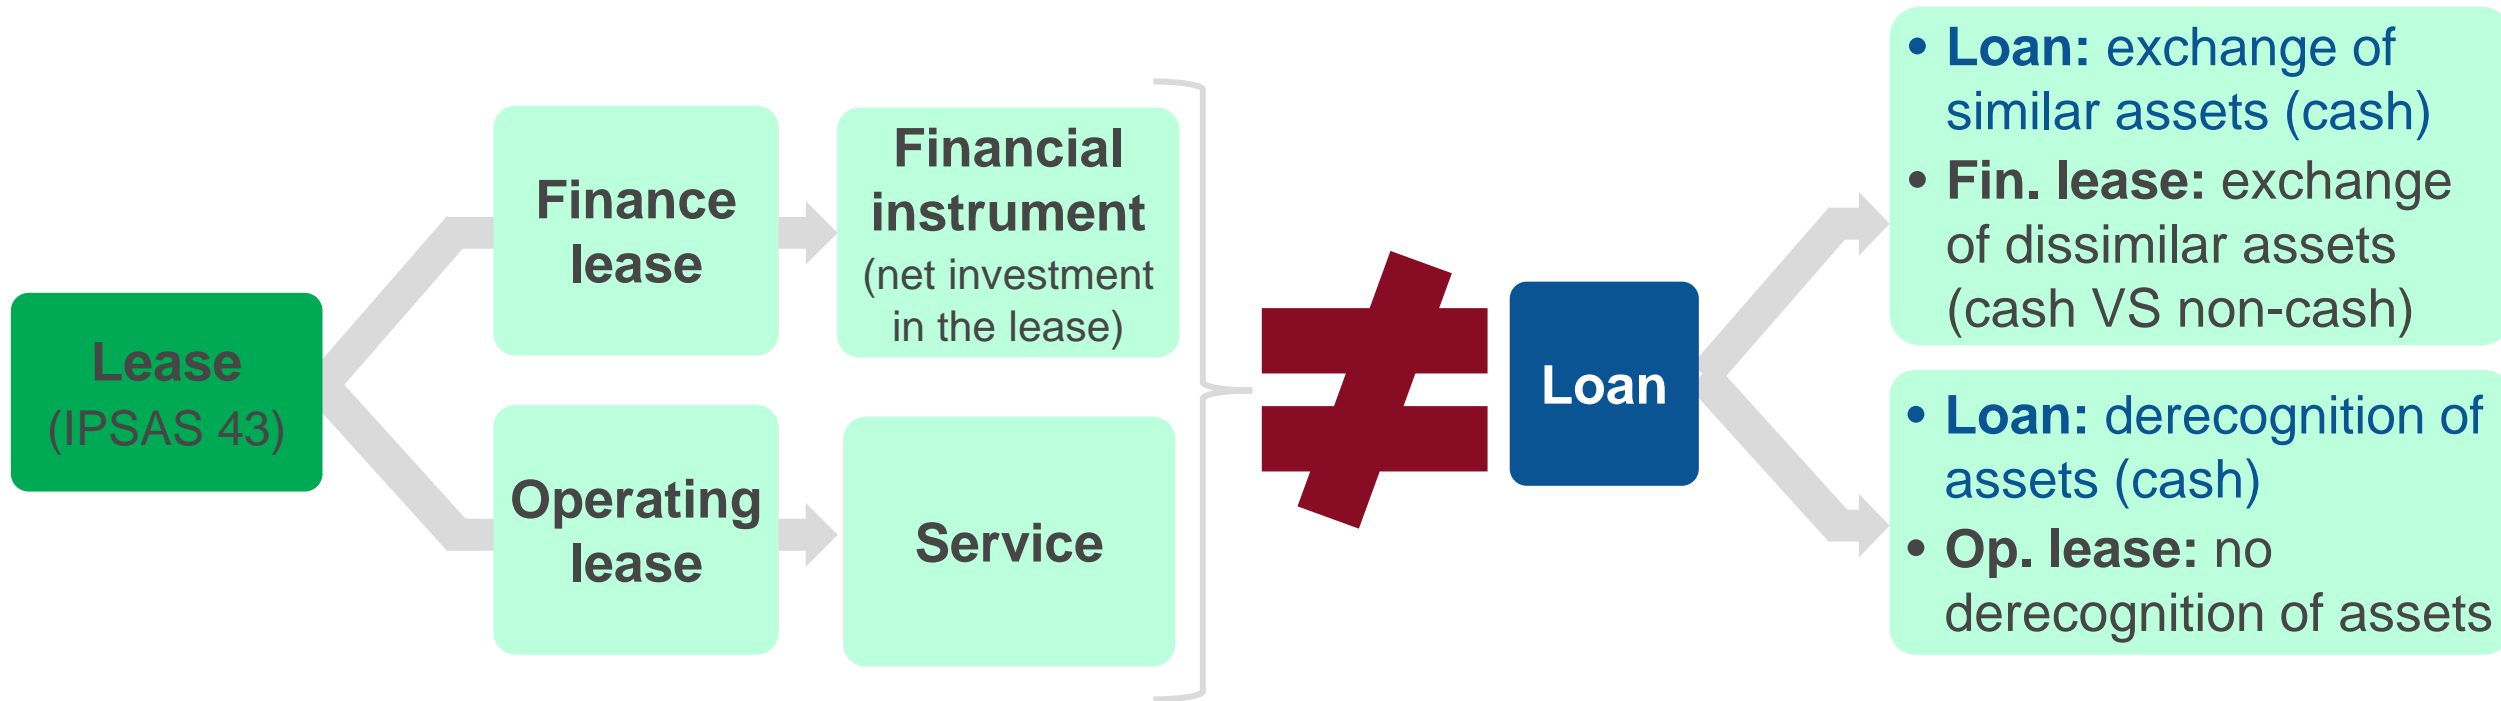 Lease
(IPSAS 43)
Finance
lease
Financial
instrument
(net investment
in the lease)
Operating
lease
Service
Loan
• Loan: exchange of
similar assets (cash)
• Fin. lease: exchange
of dissimilar assets
(cash VS non-cash)
• Loan: derecognition of
assets (cash)
• Op. lease: no
derecognition of assets